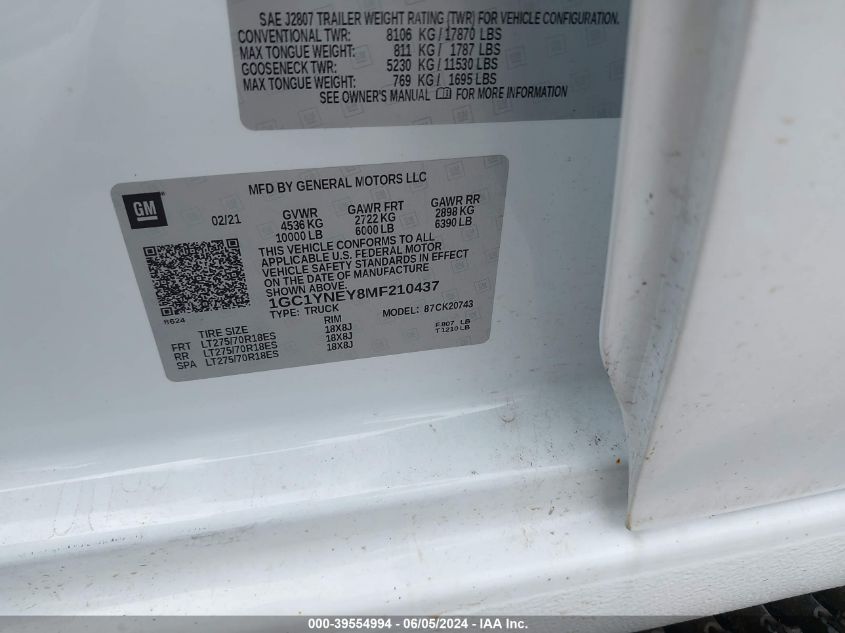 SAE J2807 TRAILER WEIGHT RATING (TWR) FOR VEHICLE CONFIGURATION.
CONVENTIONAL TWR: 8106 KG / 17870 LBS
MAX TONGUE WEIGHT: 811 KG / 1787 LBS
GOOSENECK TWR: 5230 KG / 11530 LBS
MAX TONGUE WEIGHT: 769 KG / 1695 LBS
SEE OWNER'S MANUAL FOR MORE INFORMATION
MFD BY GENERAL MOTORS LLC
GM
02/21 GVWR GAWR FRT GAWR RR
4536 KG 2722 KG 2898 KG
10000 LB 6000 LB 6390 LB
THIS VEHICLE CONFORMS TO ALL
APPLICABLE U.S. FEDERAL MOTOR
VEHICLE SAFETY STANDARDS IN EFFECT
ON THE DATE OF MANUFACTURE
SHOWN ABOVE.
1GC1YNEY8MF210437
TYPE: TRUCK MODEL: 87CK20743
TIRE SIZE RIM
FRT LT275/70R18ES 18X8J
RR LT275/70R18ES 18X8J
SPA LT275/70R18ES 18X8J
000-39554994 - 06/05/2024 - IAA Inc.